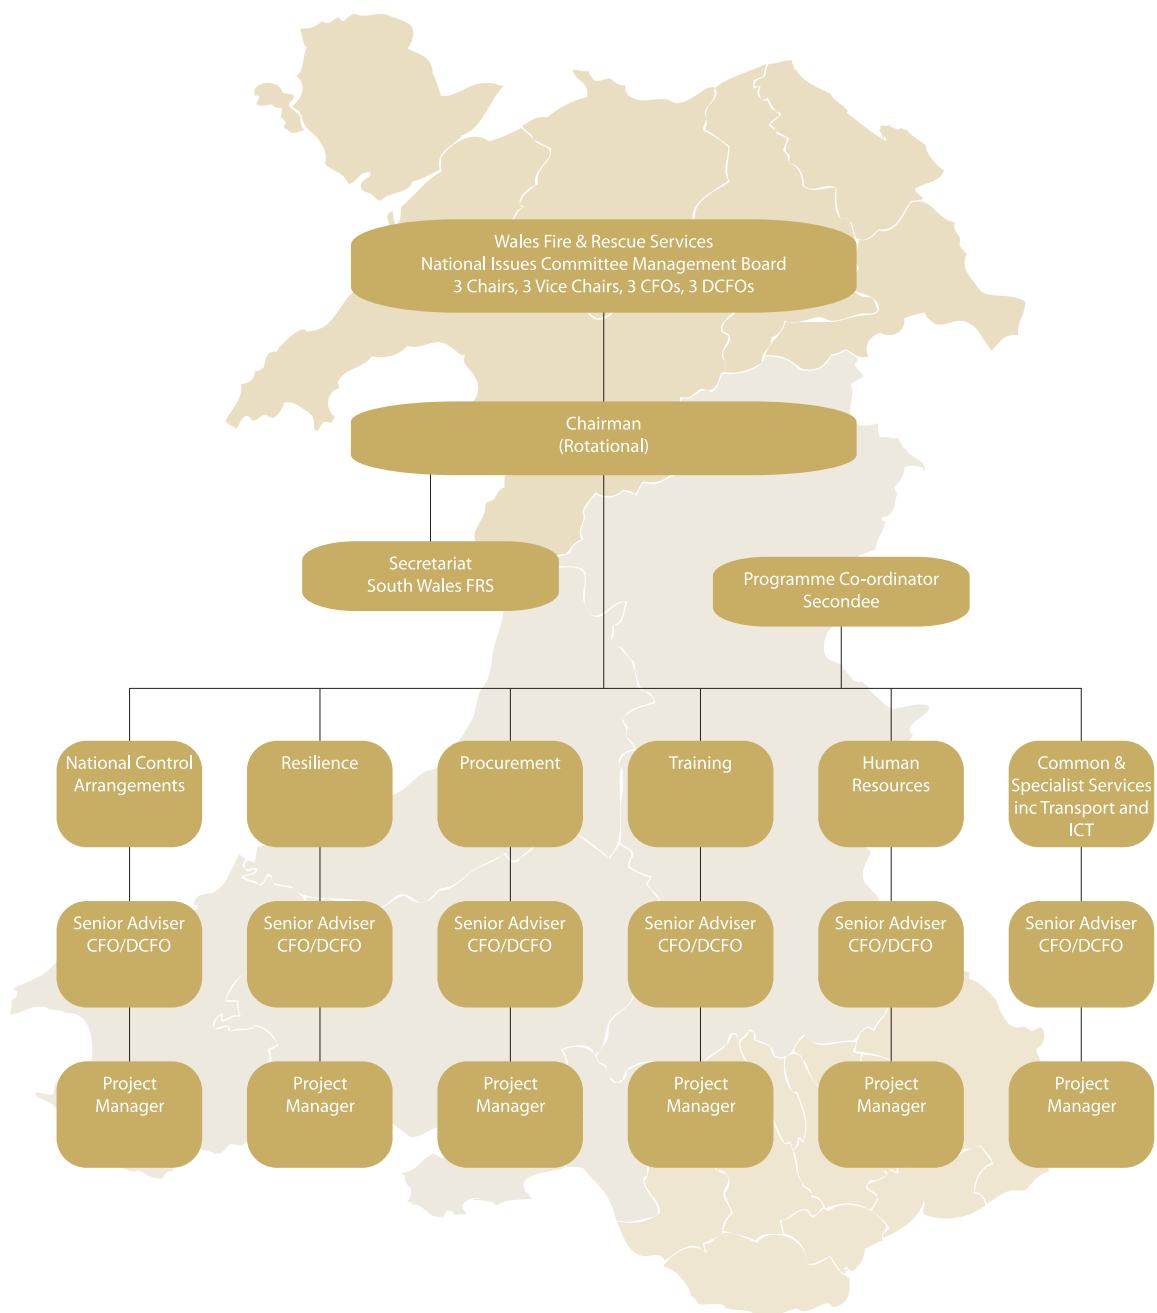 Wales Fire & Rescue Services
National Issues Committee Management Board
3 Chairs, 3 Vice Chairs, 3 CFOs, 3 DCFOs
Chairman
(Rotational)
Secretariat
South Wales FRS
Programme Co-ordinator
Secondee
National Control
Arrangements
Resilience
Procurement
Training
Human
Resources
Common &
Specialist Services
inc Transport and
ICT
Senior Adviser
CFO/DCFO
Senior Adviser
CFO/DCFO
Senior Adviser
CFO/DCFO
Senior Adviser
CFO/DCFO
Senior Adviser
CFO/DCFO
Senior Adviser
CFO/DCFO
Project
Manager
Project
Manager
Project
Manager
Project
Manager
Project
Manager
Project
Manager